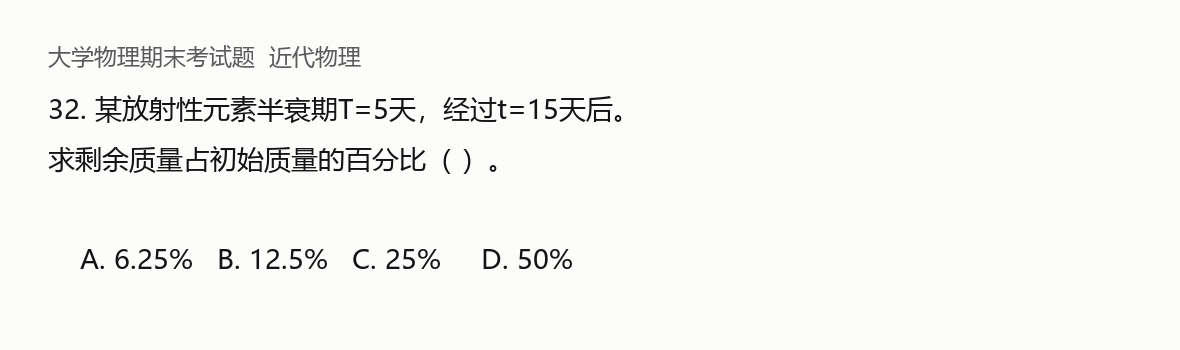 大学物理期末考试题 近代物理
32. 某放射性元素半衰期T=5天，经过t=15天后。
求剩余质量占初始质量的百分比（ ）。
A. 6.25% B. 12.5% C. 25% D. 50%